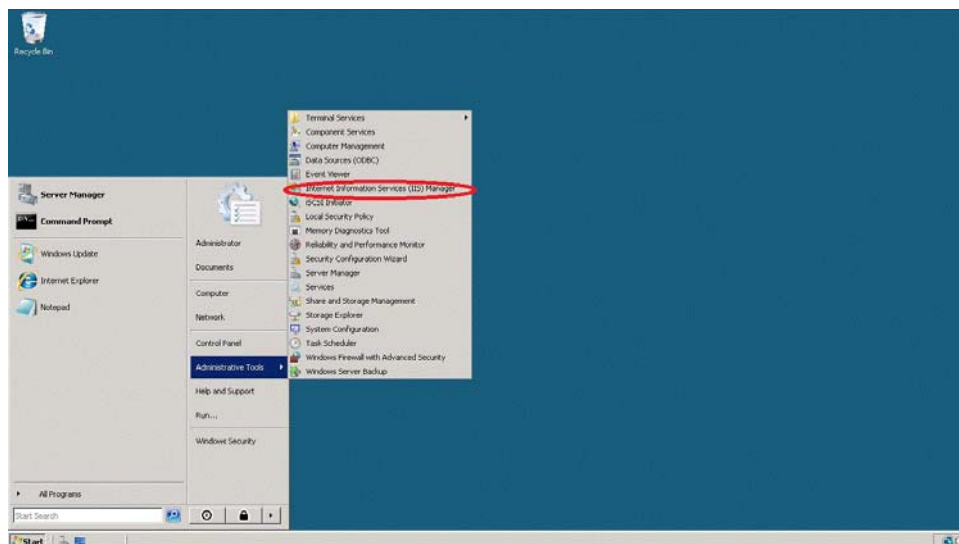 Recycle Bin
Server Manager
Command Prompt
Windows Update
Internet Explorer
Notepad
All Programs
Start Search
Administrator
Documents
Computer
Network
Control Panel
Administrative Tools
Help and Support
Run...
Windows Security
Terminal Services
Component Services
Computer Management
Data Sources (ODBC)
Event Viewer
Internet Information Services (IIS) Manager
iSCSI Initiator
Local Security Policy
Memory Diagnostics Tool
Reliability and Performance Monitor
Security Configuration Wizard
Server Manager
Services
Share and Storage Management
Storage Explorer
System Configuration
Task Scheduler
Windows Firewall with Advanced Security
Windows Server Backup
Start